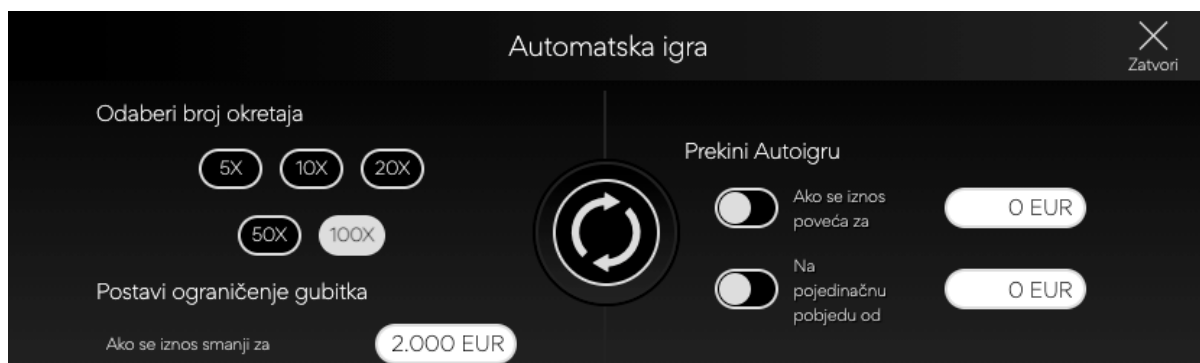 Automatska igra
Zatvori
Odaberi broj okretaja
5X 10X 20X
50X 100X
Postavi ograničenje gubitka
Ako se iznos smanji za 2.000 EUR
Prekini Autoigru
Ako se iznos
poveća za
0 EUR
Na
pojedinačnu
pobjedu od
0 EUR